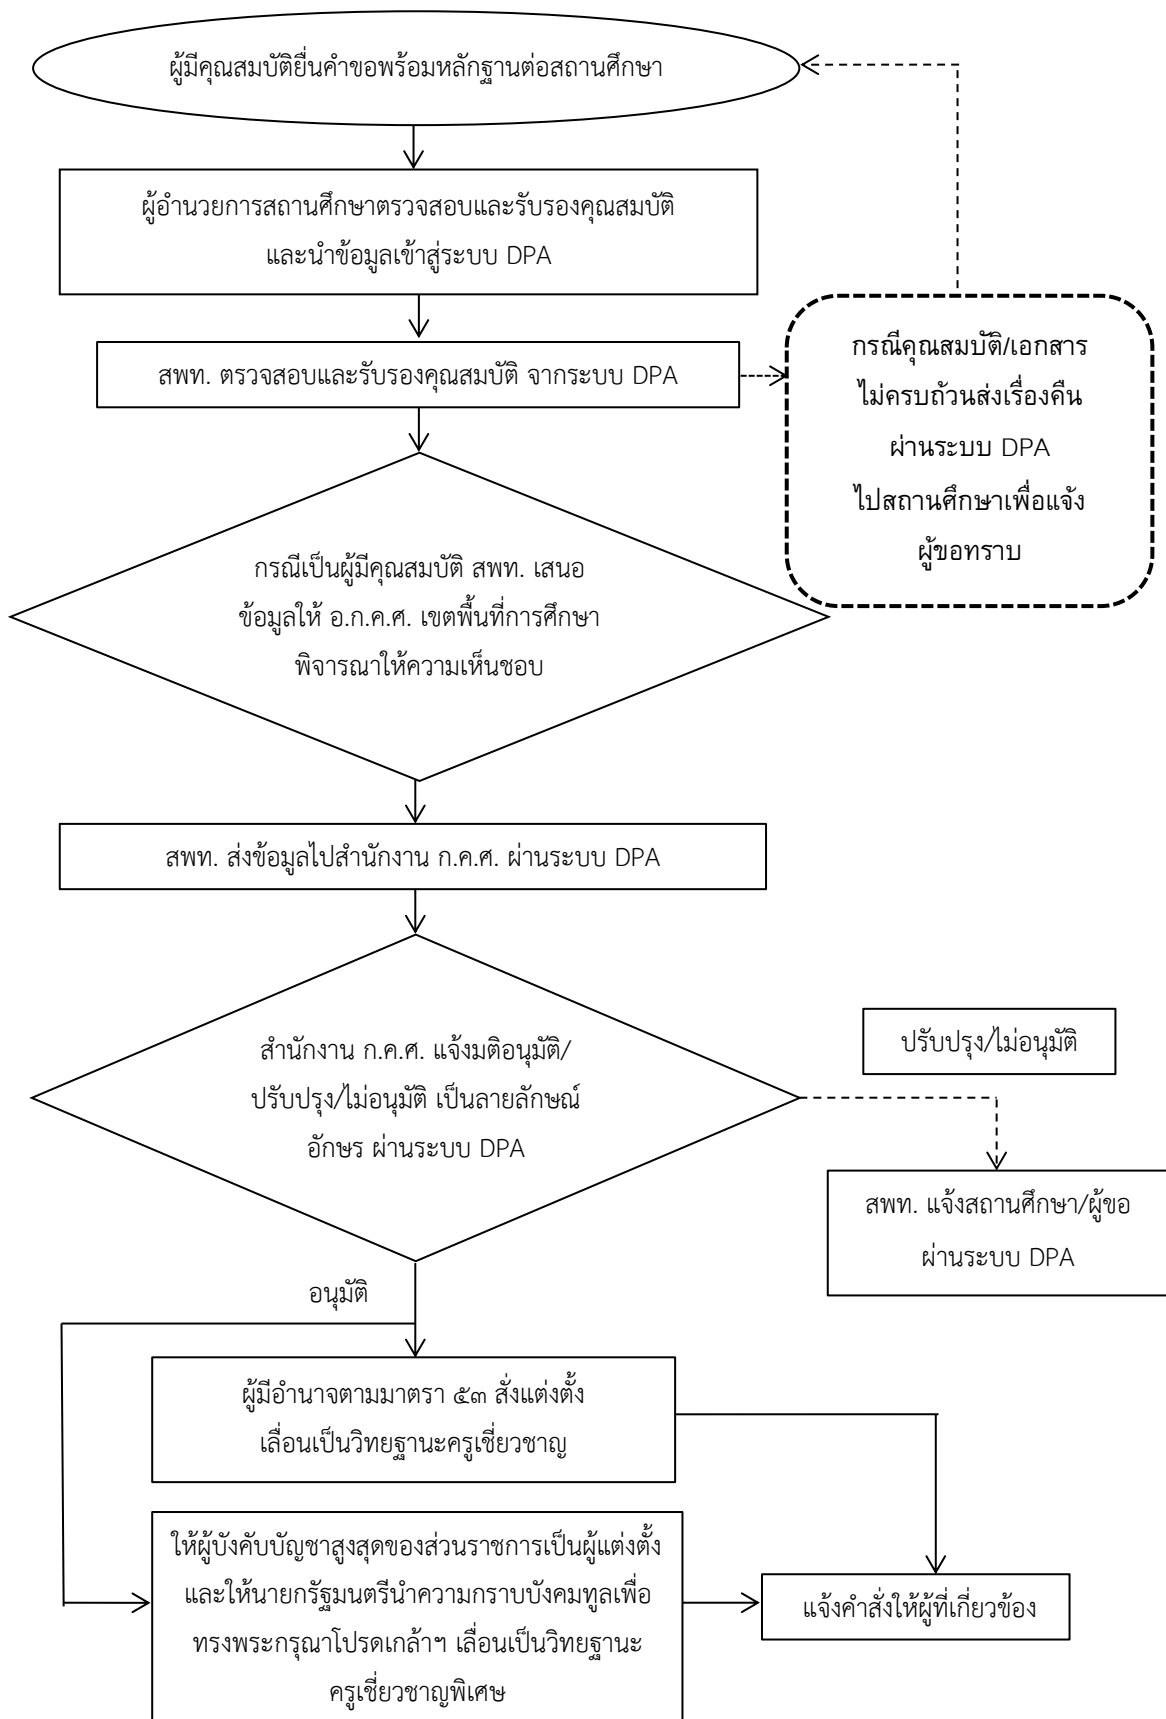 ผู้มีคุณสมบัติยื่นคำขอพร้อมหลักฐานต่อสถานศึกษา
ผู้อำนวยการสถานศึกษาตรวจสอบและรับรองคุณสมบัติ
และนำข้อมูลเข้าสู่ระบบ DPA
สพท. ตรวจสอบและรับรองคุณสมบัติ จากระบบ DPA
กรณีคุณสมบัติ/เอกสาร
ไม่ครบถ้วนส่งเรื่องคืน
ผ่านระบบ DPA
ไปสถานศึกษาเพื่อแจ้ง
ผู้ขอทราบ
กรณีเป็นผู้มีคุณสมบัติ สพท. เสนอ
ข้อมูลให้ อ.ก.ค.ศ. เขตพื้นที่การศึกษา
พิจารณาให้ความเห็นชอบ
สพท. ส่งข้อมูลไปสำนักงาน ก.ค.ศ. ผ่านระบบ DPA
สำนักงาน ก.ค.ศ. แจ้งมติอนุมัติ/
ปรับปรุง/ไม่อนุมัติ เป็นลายลักษณ์
อักษร ผ่านระบบ DPA
ปรับปรุง/ไม่อนุมัติ
สพท. แจ้งสถานศึกษา/ผู้ขอ
ผ่านระบบ DPA
อนุมัติ
ผู้มีอำนาจตามมาตรา ๕๓ สั่งแต่งตั้ง
เลื่อนเป็นวิทยฐานะครูเชี่ยวชาญ
ให้ผู้บังคับบัญชาสูงสุดของส่วนราชการเป็นผู้แต่งตั้ง
และให้นายกรัฐมนตรีนำความกราบบังคมทูลเพื่อ
ทรงพระกรุณาโปรดเกล้าฯ เลื่อนเป็นวิทยฐานะ
ครูเชี่ยวชาญพิเศษ
แจ้งคำสั่งให้ผู้ที่เกี่ยวข้อง